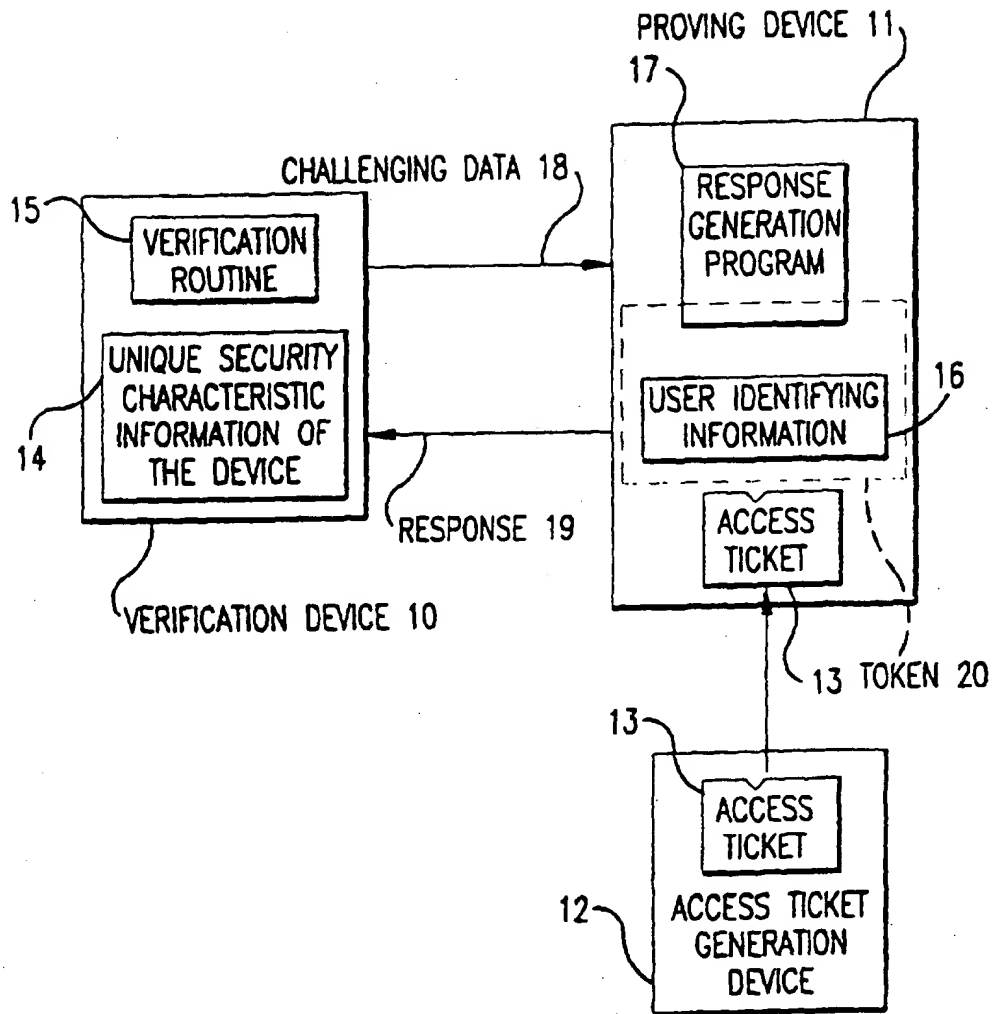 PROVING DEVICE 11
17
CHALLENGING DATA 18
15
VERIFICATION
ROUTINE
RESPONSE
GENERATION
PROGRAM
UNIQUE SECURITY
CHARACTERISTIC
INFORMATION OF
THE DEVICE
14
16
USER IDENTIFYING
INFORMATION
RESPONSE 19
ACCESS
TICKET
VERIFICATION DEVICE 10
13
TOKEN 20
13
ACCESS
TICKET
12
ACCESS TICKET
GENERATION
DEVICE